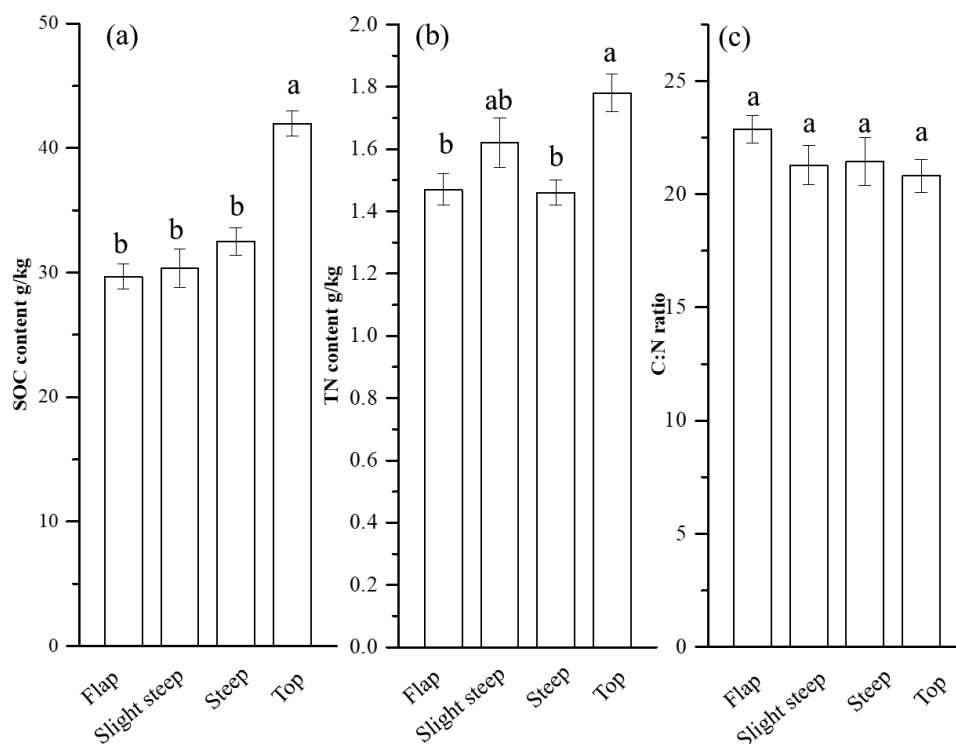 (a)
SOC content g/kg
50
40
30
20
10
0
b
b
b
a
Flap
Slight steep
Steep
Top
(b)
TN content g/kg
2.0
1.8
1.6
1.4
1.2
1.0
0.8
0.6
0.4
0.2
0.0
b
ab
b
a
Flap
Slight steep
Steep
Top
(c)
C:N ratio
25
20
15
10
5
0
a
a
a
a
Flap
Slight steep
Steep
Top